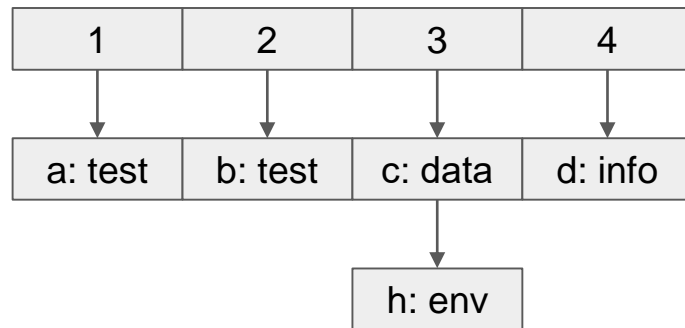 1 2 3 4
a: test b: test c: data d: info
h: env